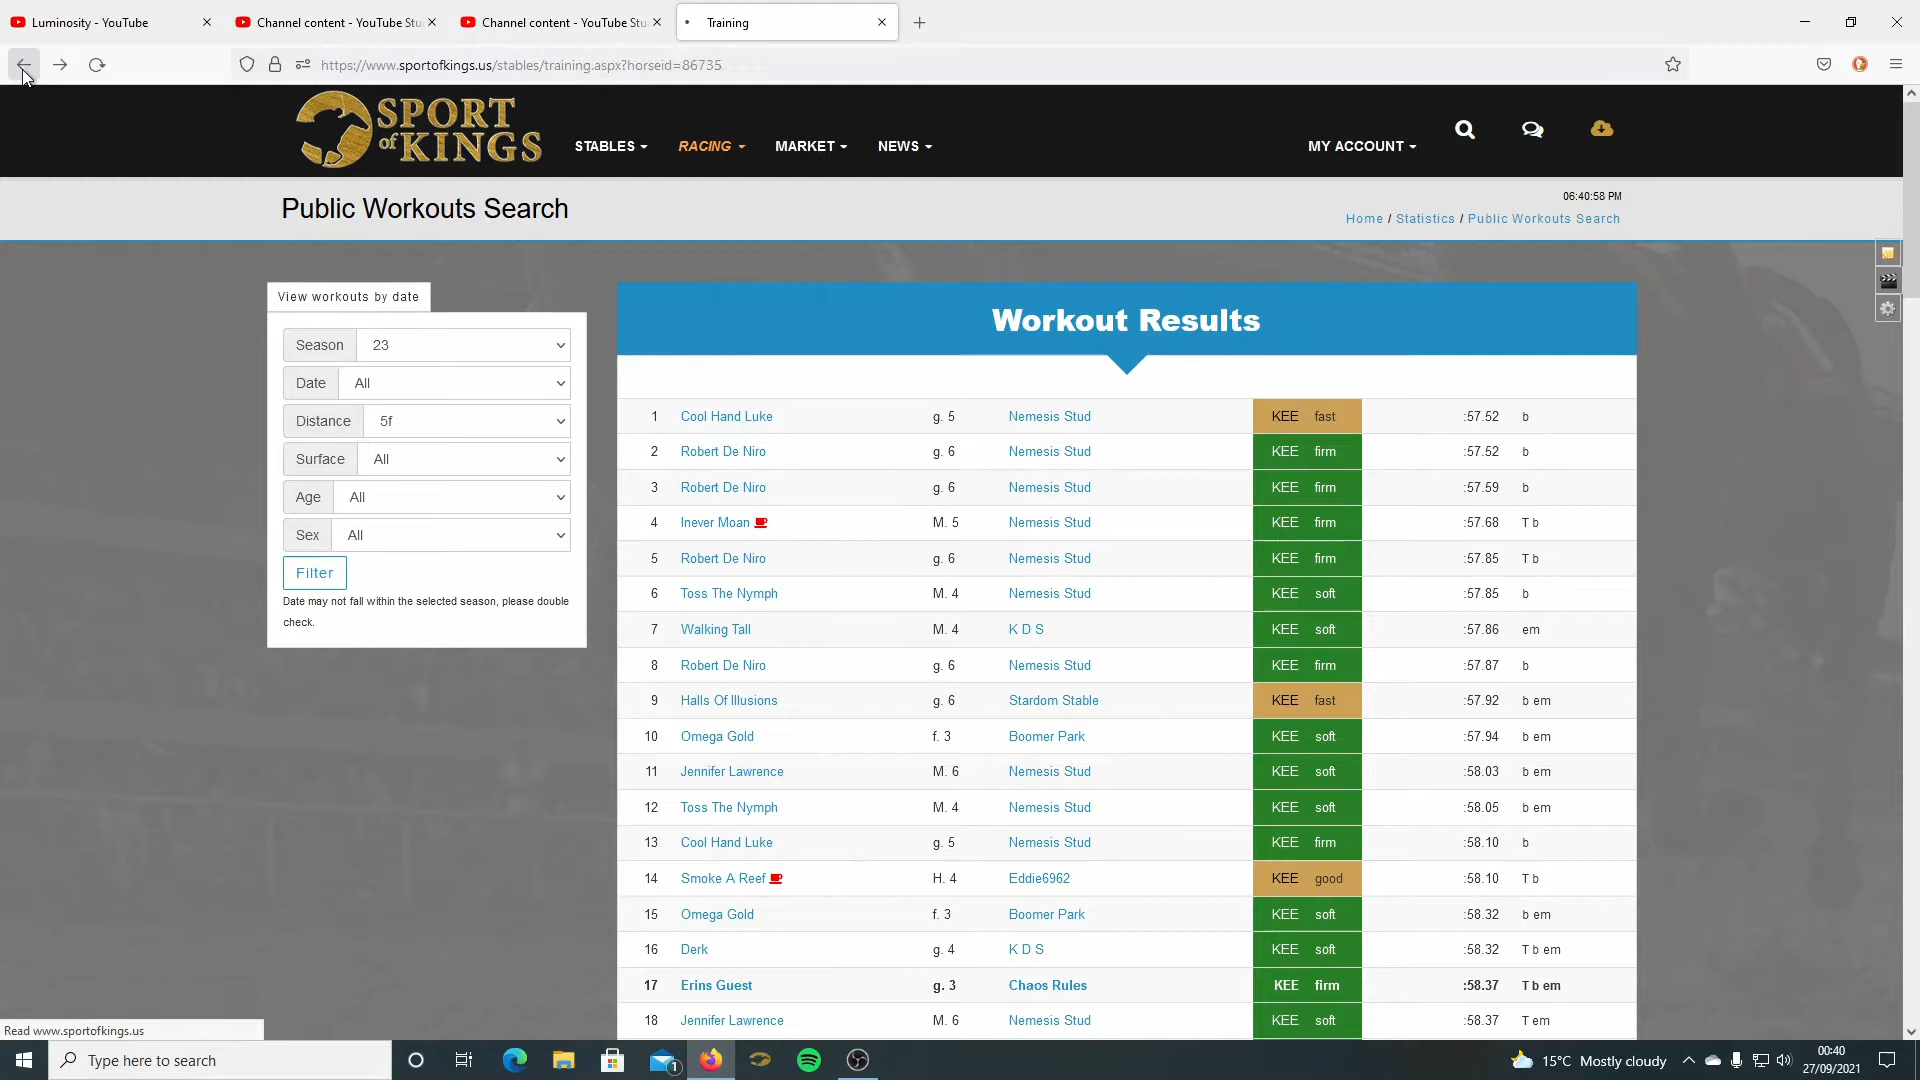 Luminosity - YouTube
Channel content - YouTube Stu
Channel content - YouTube Stu
Training
https://www.sportofkings.us/stables/training.aspx?horseid=86735
SPORT of KINGS
STABLES
RACING
MARKET
NEWS
MY ACCOUNT
Public Workouts Search
06:40:58 PM
Home / Statistics / Public Workouts Search
View workouts by date
Season 23
Date All
Distance 5f
Surface All
Age All
Sex All
Filter
Date may not fall within the selected season, please double
check.
Workout Results
1 Cool Hand Luke g. 5 Nemesis Stud KEE fast :57.52 b
2 Robert De Niro g. 6 Nemesis Stud KEE firm :57.52 b
3 Robert De Niro g. 6 Nemesis Stud KEE firm :57.59 b
4 Inever Moan M. 5 Nemesis Stud KEE firm :57.68 T b
5 Robert De Niro g. 6 Nemesis Stud KEE firm :57.85 T b
6 Toss The Nymph M. 4 Nemesis Stud KEE soft :57.85 b
7 Walking Tall M. 4 K D S KEE soft :57.86 em
8 Robert De Niro g. 6 Nemesis Stud KEE firm :57.87 b
9 Halls Of Illusions g. 6 Stardom Stable KEE fast :57.92 b em
10 Omega Gold f. 3 Boomer Park KEE soft :57.94 b em
11 Jennifer Lawrence M. 6 Nemesis Stud KEE soft :58.03 b em
12 Toss The Nymph M. 4 Nemesis Stud KEE soft :58.05 b em
13 Cool Hand Luke g. 5 Nemesis Stud KEE firm :58.10 b
14 Smoke A Reef H. 4 Eddie6962 KEE good :58.10 T b
15 Omega Gold f. 3 Boomer Park KEE soft :58.32 b em
16 Derk g. 4 K D S KEE soft :58.32 T b em
17 Erins Guest g. 3 Chaos Rules KEE firm :58.37 T b em
18 Jennifer Lawrence M. 6 Nemesis Stud KEE soft :58.37 T em
Read www.sportofkings.us
Type here to search
1
15°C Mostly cloudy
00:40
27/09/2021